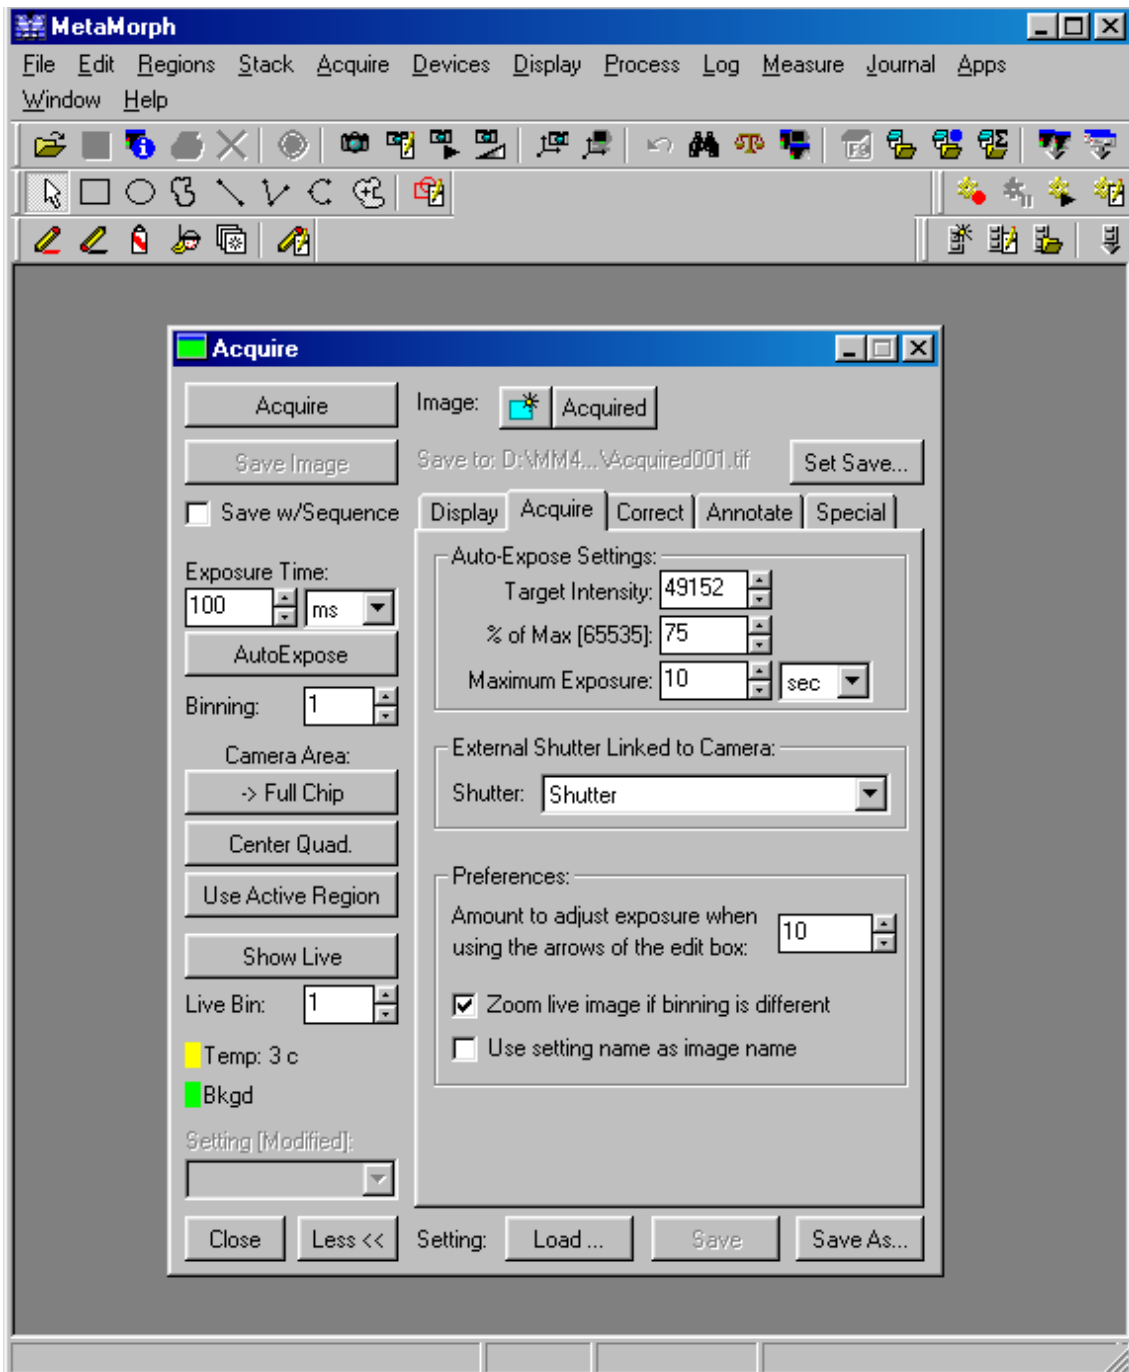 MetaMorph
File Edit Regions Stack Acquire Devices Display Process Log Measure Journal Apps
Window Help
Acquire
Acquire
Image: Acquired
Save Image
Save to: D:\MM4...\Acquired001.tif
Set Save...
Save w/Sequence
Display Acquire Correct Annotate Special
Auto-Expose Settings:
Exposure Time:
Target Intensity: 49152
100 ms
% of Max [65535]: 75
AutoExpose
Maximum Exposure: 10 sec
Binning: 1
Camera Area:
External Shutter Linked to Camera:
-> Full Chip
Shutter: Shutter
Center Quad.
Use Active Region
Preferences:
Amount to adjust exposure when
using the arrows of the edit box: 10
Show Live
Live Bin: 1
Zoom live image if binning is different
Temp: 3 c
Use setting name as image name
Bkgd
Setting [Modified]:
Close Less << Setting: Load ... Save Save As...